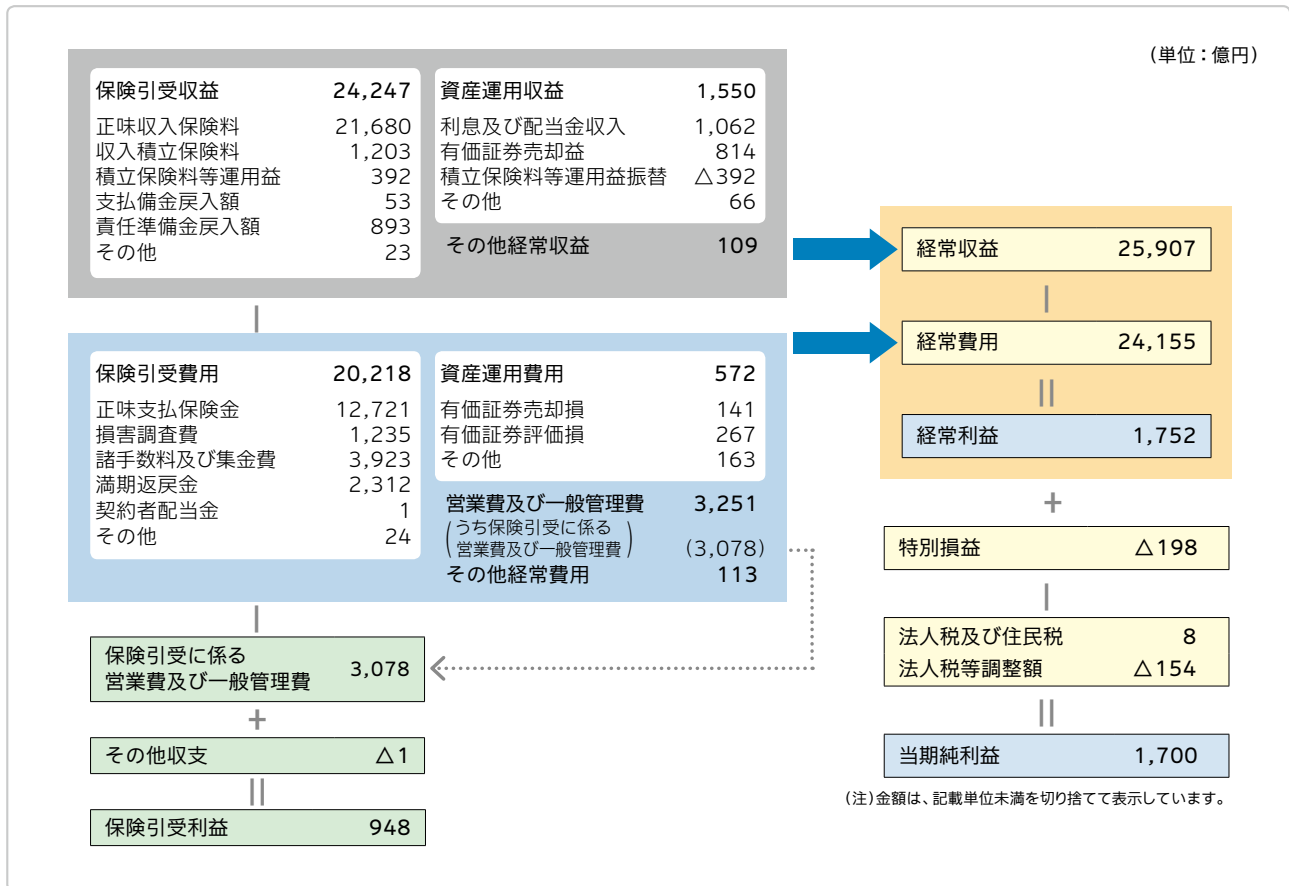 (単位：億円)
保険引受収益 24,247
正味収入保険料 21,680
収入積立保険料 1,203
積立保険料等運用益 392
支払備金戻入額 53
責任準備金戻入額 893
その他 23
資産運用収益 1,550
利息及び配当金収入 1,062
有価証券売却益 814
積立保険料等運用益振替 △392
その他 66
その他経常収益 109
|
保険引受費用 20,218
正味支払保険金 12,721
損害調査費 1,235
諸手数料及び集金費 3,923
満期返戻金 2,312
契約者配当金 1
その他 24
資産運用費用 572
有価証券売却損 141
有価証券評価損 267
その他 163
営業費及び一般管理費 3,251
(うち保険引受に係る
営業費及び一般管理費) (3,078)
その他経常費用 113
|
保険引受に係る
営業費及び一般管理費 3,078
+
その他収支 △1
||
保険引受利益 948
経常収益 25,907
|
経常費用 24,155
||
経常利益 1,752
+
特別損益 △198
|
法人税及び住民税 8
法人税等調整額 △154
||
当期純利益 1,700
(注)金額は、記載単位未満を切り捨てて表示しています。